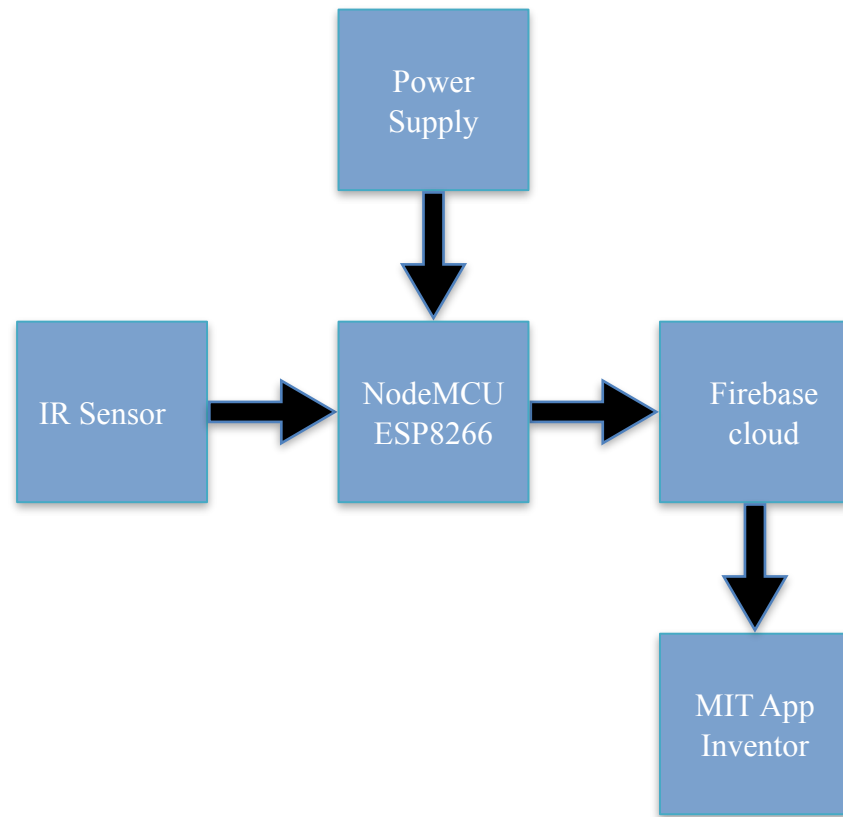 Power
Supply
IR Sensor
NodeMCU
ESP8266
Firebase
cloud
MIT App
Inventor